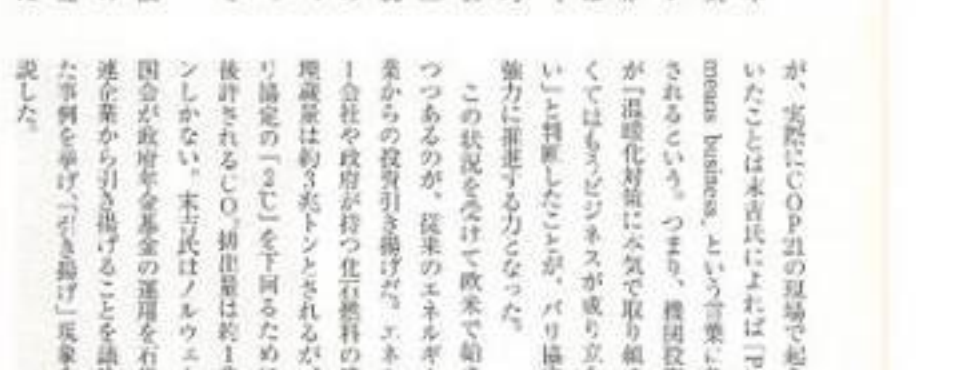 が、実際にCOP21の現場で起
いたことは末吉氏によれば「P
means business」という言葉に
されるという。つまり、機関投
が「温暖化対策に本気で取り組
くてはもうビジネスが成り立
い」と判断したことが、パリ協
強力に推進する力となった。
この状況を受けて欧米で始
つつあるのが、従来のエネルギ
業からの投資引き揚げだ。エネ
ー会社や政府が持つ化石燃料の
埋蔵量は約3兆トンとされるが、
リ協定の「2℃」を下回るために
後許されるCO₂排出量は約1
ンしかない。末吉氏はノルウェ
国会が政府年金基金の運用を石
連企業から引き揚げることを議
た事例を挙げ、「引き揚げ」現象
説した。